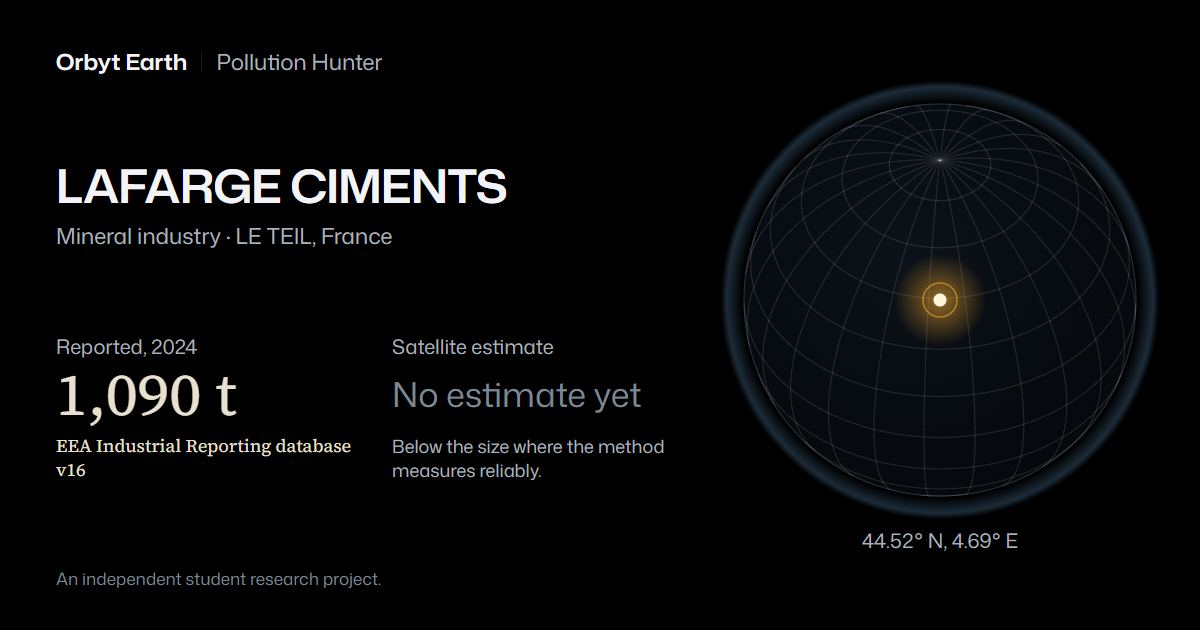 Orbyt Earth | Pollution Hunter
LAFARGE CIMENTS
Mineral industry · LE TEIL, France
Reported, 2024
1,090 t
EEA Industrial Reporting database
v16
Satellite estimate
No estimate yet
Below the size where the method
measures reliably.
44.52° N, 4.69° E
An independent student research project.